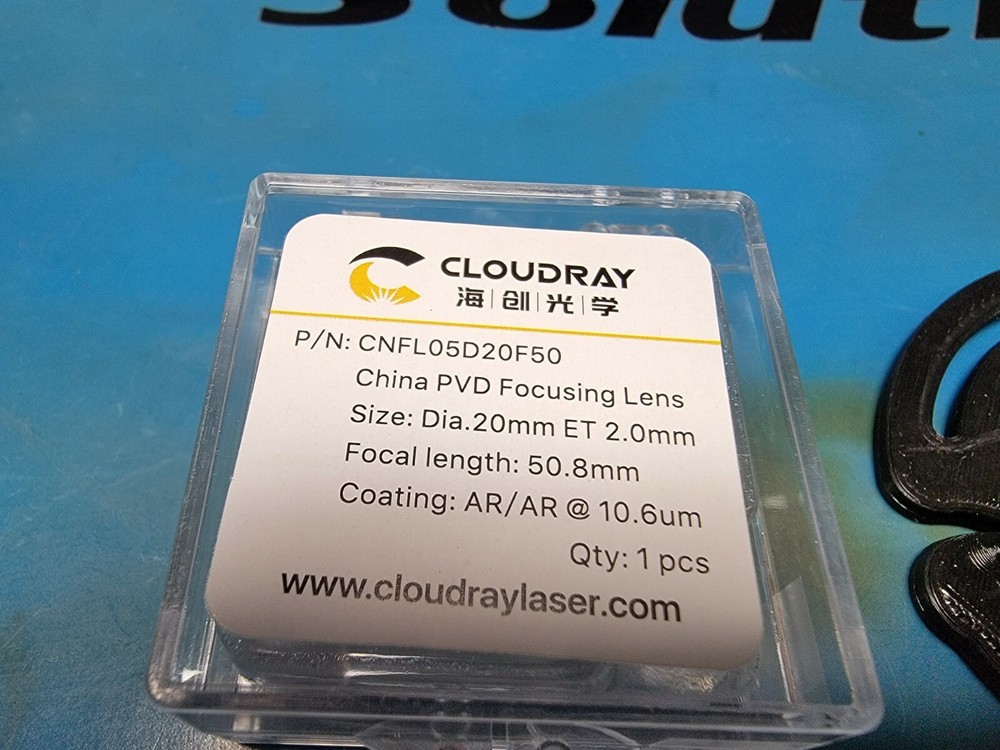 CLOUDRAY
海|创|光|学
P/N: CNFL05D20F50
China PVD Focusing Lens
Size: Dia.20mm ET 2.0mm
Focal length: 50.8mm
Coating: AR/AR @ 10.6um
Qty: 1 pcs
www.cloudraylaser.com